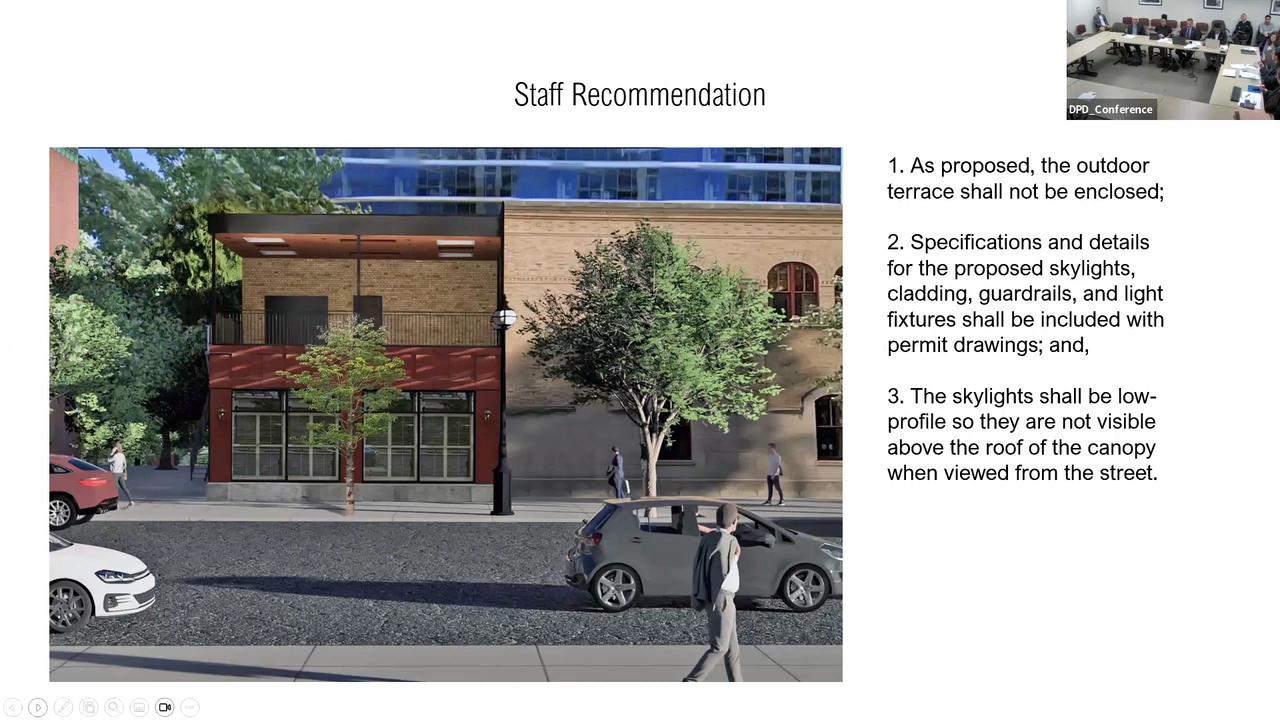 Staff Recommendation
DPD_Conference
1. As proposed, the outdoor
terrace shall not be enclosed;
2. Specifications and details
for the proposed skylights,
cladding, guardrails, and light
fixtures shall be included with
permit drawings; and,
3. The skylights shall be low-
profile so they are not visible
above the roof of the canopy
when viewed from the street.